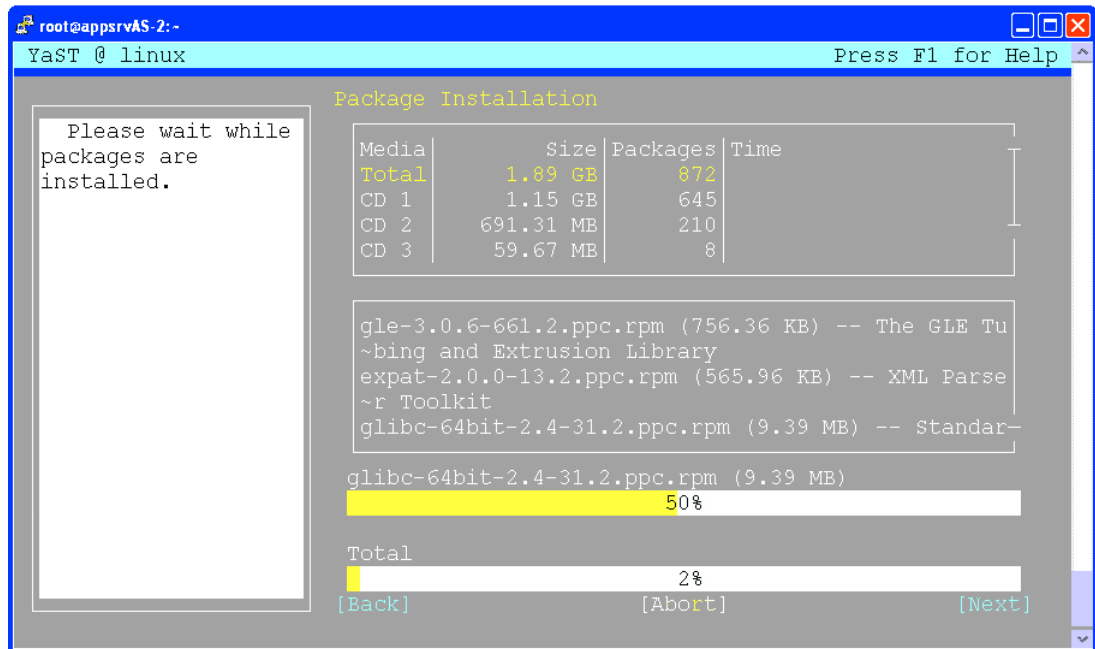 root@appsrvAS-2:~
YaST @ linux Press F1 for Help
Package Installation
Please wait while
packages are
installed.
Media| Size|Packages|Time
Total| 1.89 GB| 872|
CD 1 | 1.15 GB| 645|
CD 2 | 691.31 MB| 210|
CD 3 | 59.67 MB| 8|
gle-3.0.6-661.2.ppc.rpm (756.36 KB) -- The GLE Tu
~bing and Extrusion Library
expat-2.0.0-13.2.ppc.rpm (565.96 KB) -- XML Parse
~r Toolkit
glibc-64bit-2.4-31.2.ppc.rpm (9.39 MB) -- Standar
glibc-64bit-2.4-31.2.ppc.rpm (9.39 MB)
50%
Total
2%
[Back] [Abort] [Next]